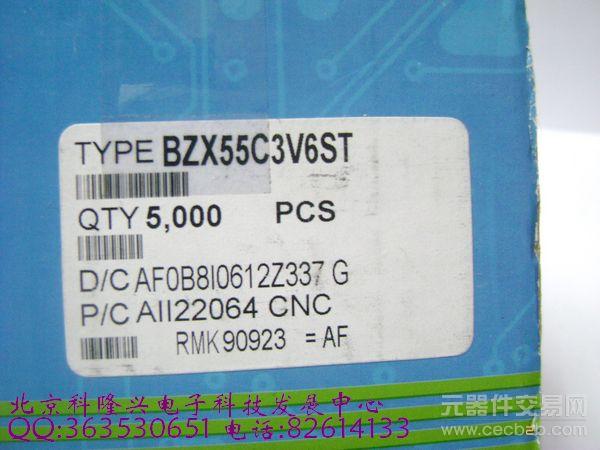 TYPE BZX55C3V6ST
QTY 5,000 PCS
D/C AF0B8I0612Z337 G
P/C AII22064 CNC
RMK 90923 = AF
北京科隆兴电子科技发展中心
QQ:363530651 电话:82614133
元器件交易网
www.cecb2b.com